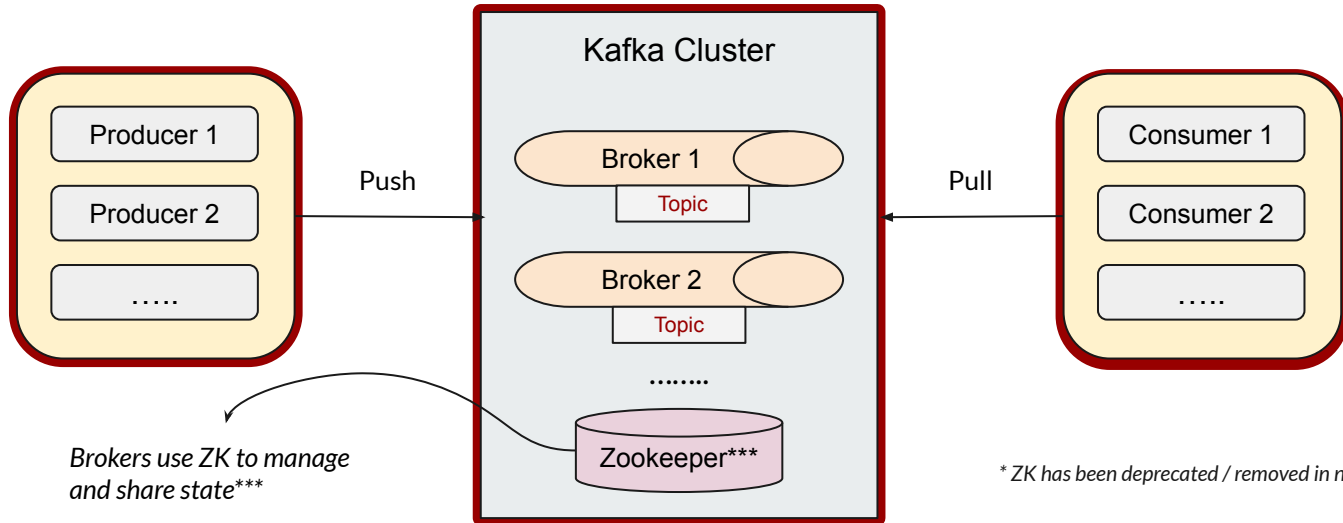 Kafka Cluster
Producer 1
Producer 2
…..
Push
Broker 1
Topic
Broker 2
Topic
……..
Zookeeper***
Pull
Consumer 1
Consumer 2
…..
Brokers use ZK to manage
and share state***
* ZK has been deprecated / removed in